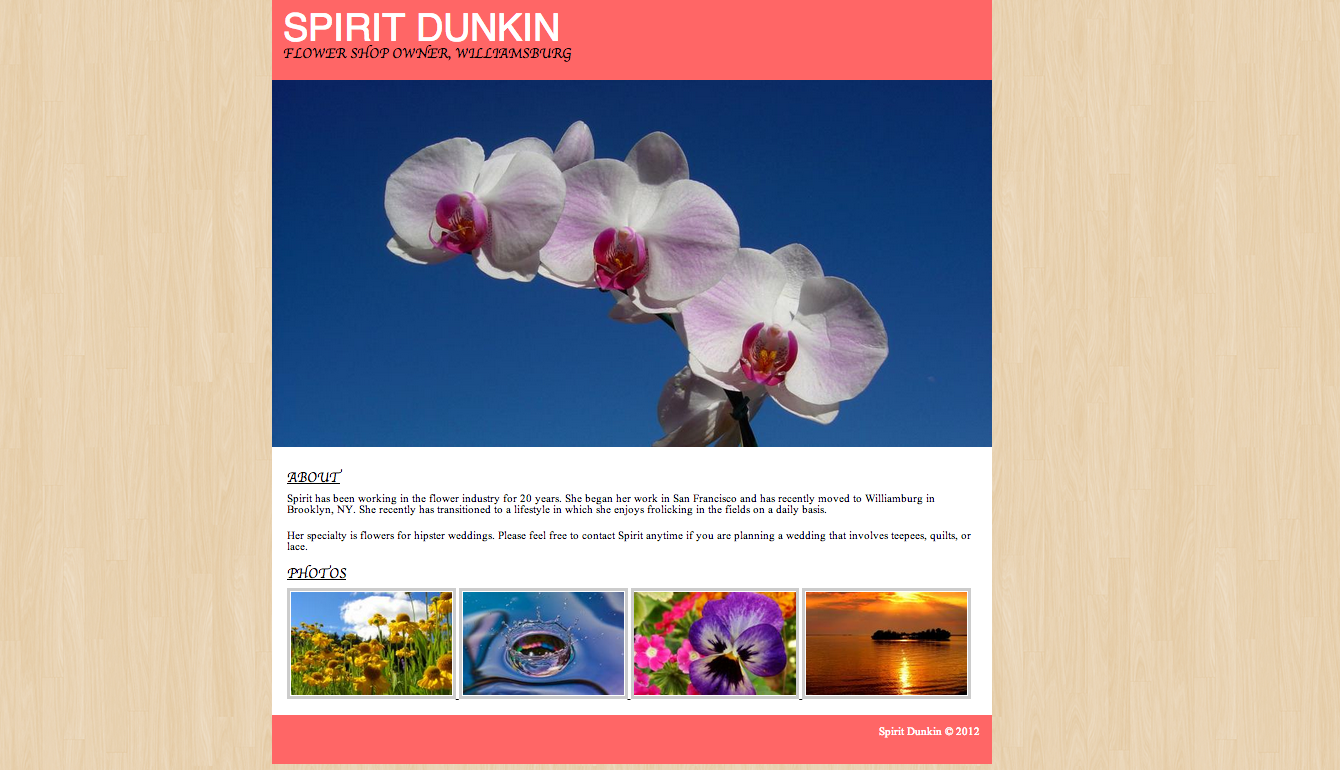 SPIRIT DUNKIN
FLOWER SHOP OWNER, WILLIAMSBURG
ABOUT
Spirit has been working in the flower industry for 20 years. She began her work in San Francisco and has recently moved to Williamburg in
Brooklyn, NY. She recently has transitioned to a lifestyle in which she enjoys frolicking in the fields on a daily basis.
Her specialty is flowers for hipster weddings. Please feel free to contact Spirit anytime if you are planning a wedding that involves teepees, quilts, or
lace.
PHOTOS
Spirit Dunkin © 2012